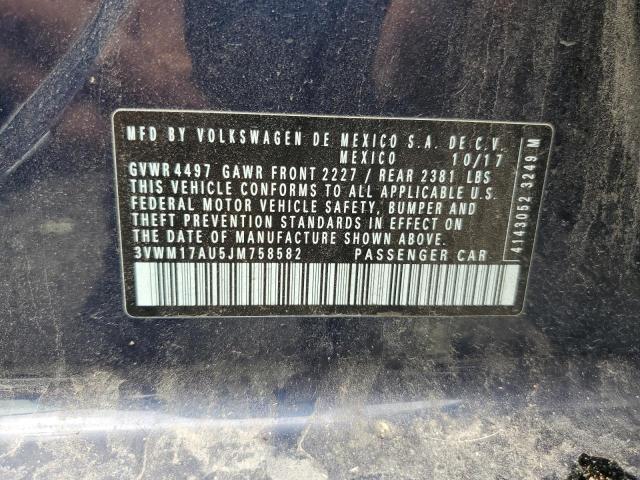 MFD BY VOLKSWAGEN DE MEXICO S.A. DE C.V.
MEXICO 10/17
GVWR 4497 GAWR FRONT 2227 / REAR 2381 LBS
THIS VEHICLE CONFORMS TO ALL APPLICABLE U.S.
FEDERAL MOTOR VEHICLE SAFETY, BUMPER AND
THEFT PREVENTION STANDARDS IN EFFECT ON
THE DATE OF MANUFACTURE SHOWN ABOVE.
3VWM17AU5JM758582 PASSENGER CAR
4143052 3249 M